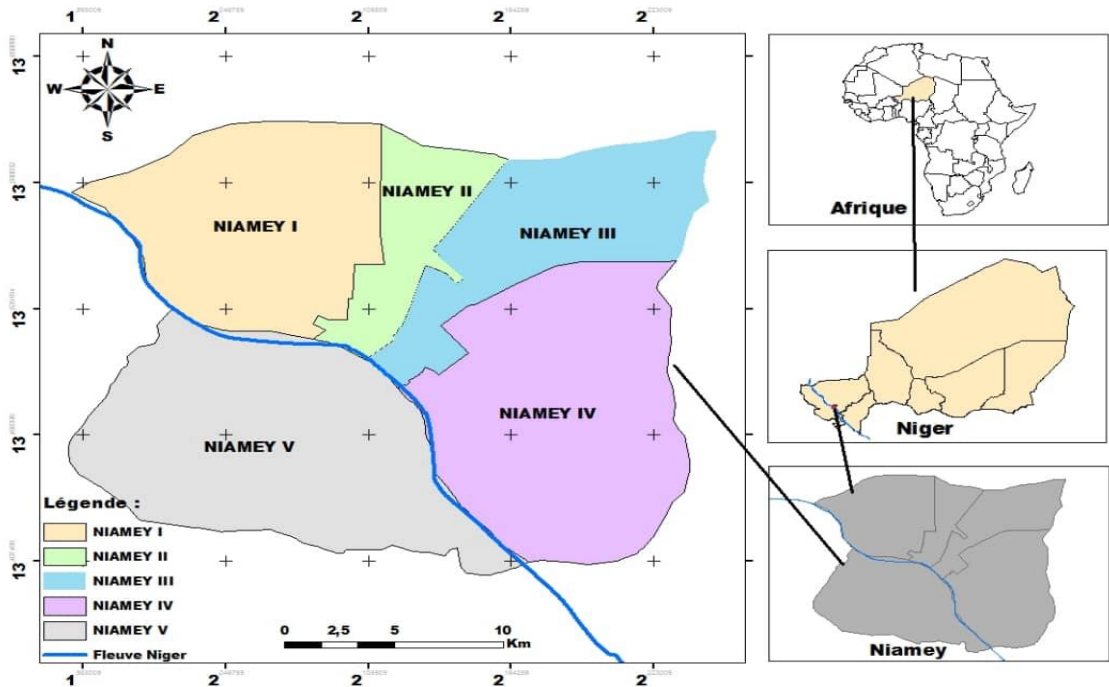 1 2 2 2 2
N
W E
S
13
13
13
13
13
NIAMEY I
NIAMEY II
NIAMEY III
NIAMEY IV
NIAMEY V
Légende :
NIAMEY I
NIAMEY II
NIAMEY III
NIAMEY IV
NIAMEY V
Fleuve Niger
0 2,5 5 10
Km
1 2 2 2 2
Afrique
Niger
Niamey